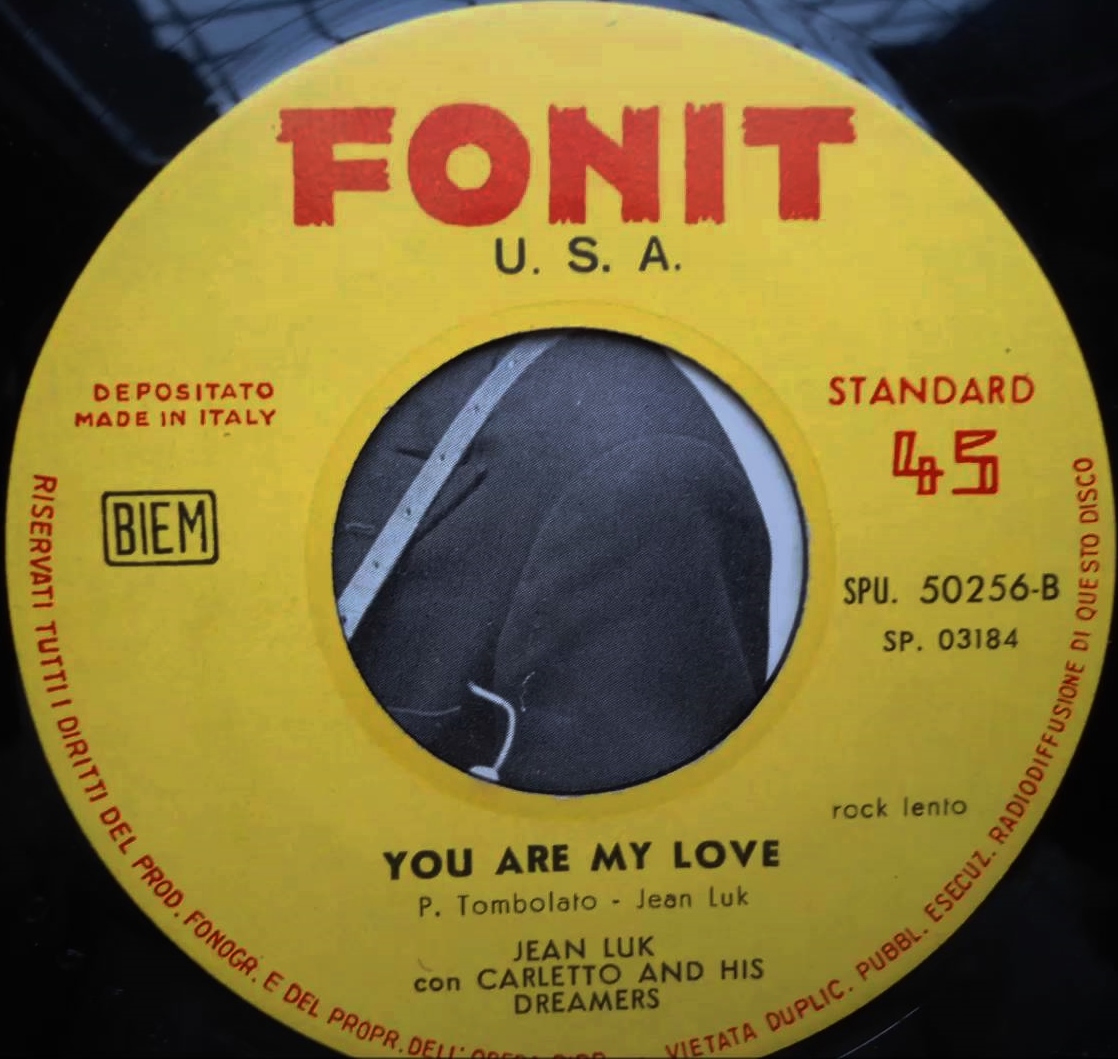 FONIT
U. S. A.
DEPOSITATO
MADE IN ITALY
BIEM
STANDARD
45
SPU. 50256-B
SP. 03184
rock lento
YOU ARE MY LOVE
P. Tombolato - Jean Luk
JEAN LUK
con CARLETTO AND HIS
DREAMERS
RISERVATI TUTTI I DIRITTI DEL PROD. FONOGR. E DEL PROPR. DELL'
VIETATA DUPLIC. PUBBL. ESECUZ. RADIODIFFUSIONE DI QUESTO DISCO